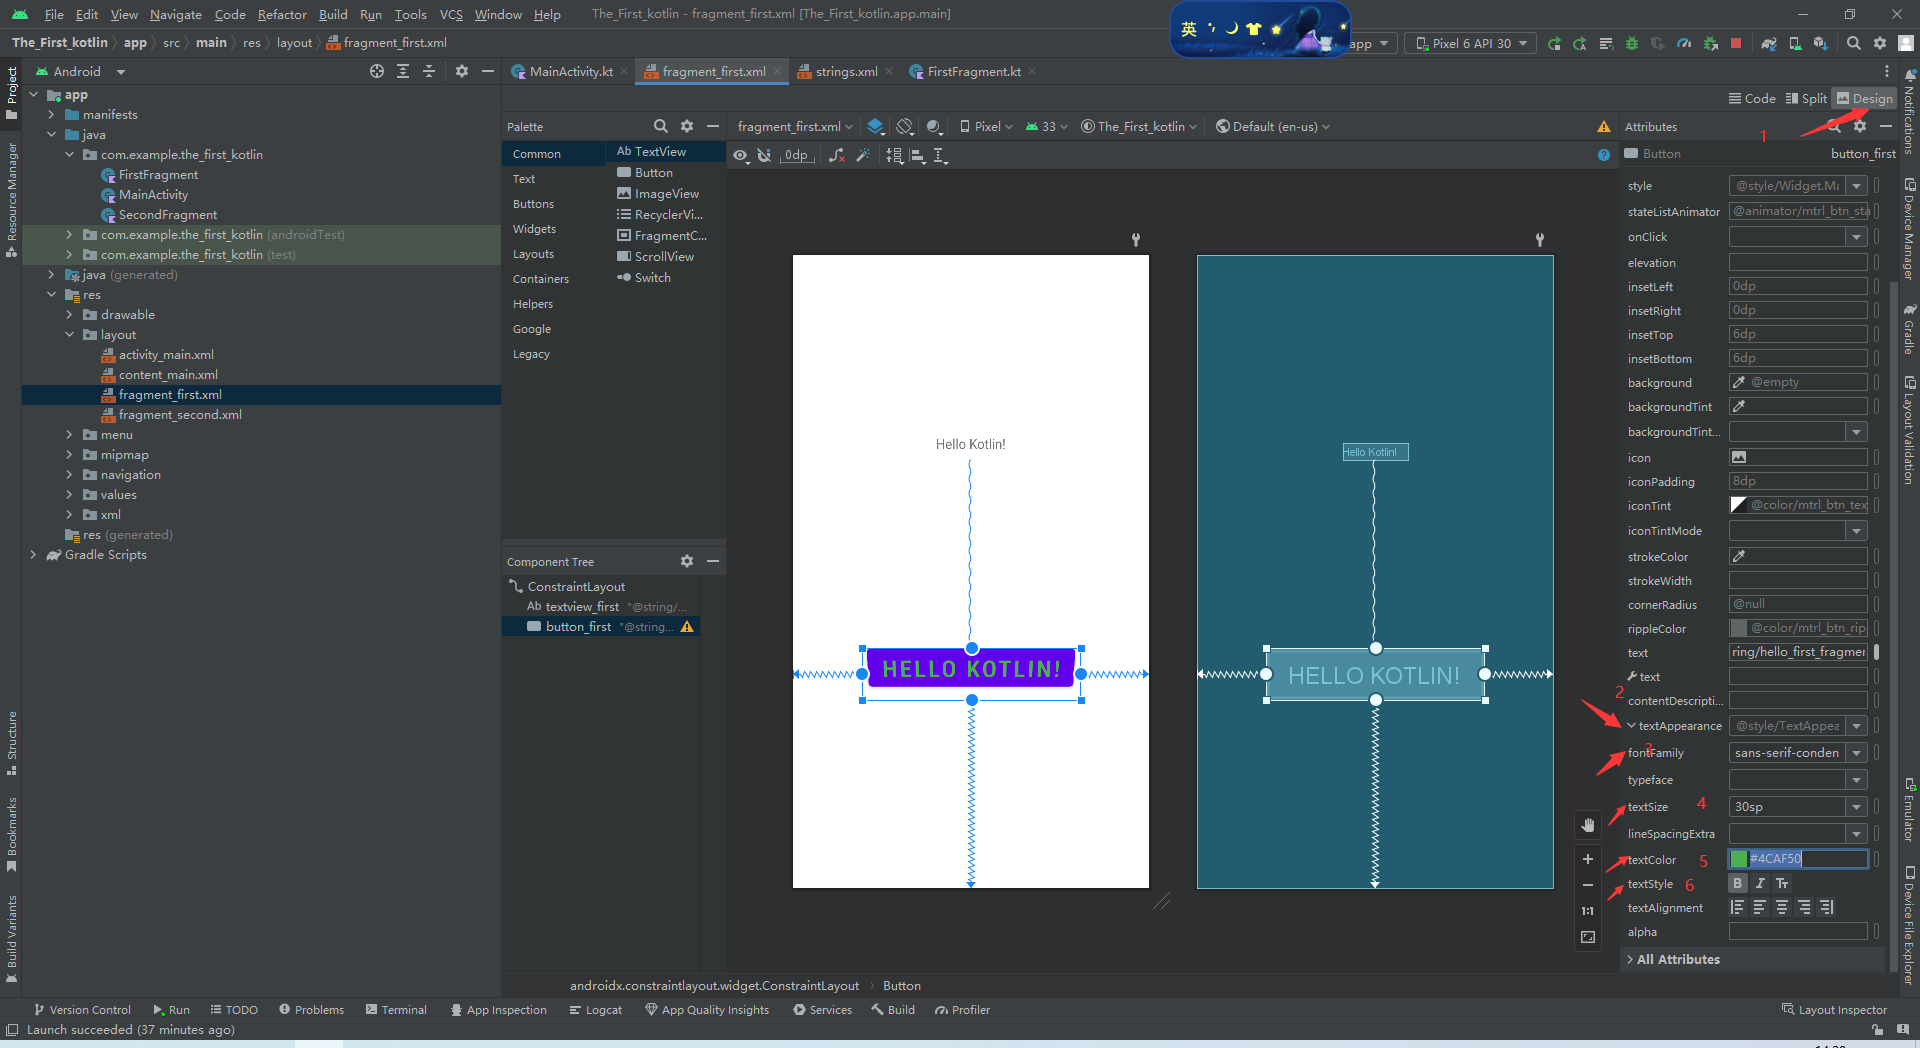 File Edit View Navigate Code Refactor Build Run Tools VCS Window Help The_First_kotlin - fragment_first.xml [The_First_kotlin.app.main]
英
The_First_kotlin app src main res layout fragment_first.xml
app Pixel 6 API 30
Android
MainActivity.kt fragment_first.xml strings.xml FirstFragment.kt
Code Split Design
1
Project
Resource Manager
Structure
Bookmarks
Build Variants
app
manifests
java
com.example.the_first_kotlin
FirstFragment
MainActivity
SecondFragment
com.example.the_first_kotlin (androidTest)
com.example.the_first_kotlin (test)
java (generated)
res
drawable
layout
activity_main.xml
content_main.xml
fragment_first.xml
fragment_second.xml
menu
mipmap
navigation
values
xml
res (generated)
Gradle Scripts
Palette
Common
Text
Buttons
Widgets
Layouts
Containers
Helpers
Google
Legacy
Ab TextView
Button
ImageView
RecyclerVi...
FragmentC...
ScrollView
Switch
Component Tree
ConstraintLayout
Ab textview_first "@string/...
button_first "@string...
fragment_first.xml Pixel 33 The_First_kotlin Default (en-us)
0dp
Hello Kotlin!
HELLO KOTLIN!
Hello Kotlin!
HELLO KOTLIN!
1:1
Attributes
Button button_first
style @style/Widget.Ma
stateListAnimator @animator/mtrl_btn_sta
onClick
elevation
insetLeft 0dp
insetRight 0dp
insetTop 6dp
insetBottom 6dp
background @empty
backgroundTint
backgroundTint...
icon
iconPadding 8dp
iconTint @color/mtrl_btn_tex
iconTintMode
strokeColor
strokeWidth
cornerRadius @null
rippleColor @color/mtrl_btn_rip
text ring/hello_first_fragmen
text
2
contentDescripti...
textAppearance @style/TextAppea
3
fontFamily sans-serif-conden
typeface
textSize 4 30sp
lineSpacingExtra
textColor 5 #4CAF50
textStyle 6 B I Tr
textAlignment
alpha
All Attributes
Notifications
Device Manager
Gradle
Layout Validation
Emulator
Device File Explorer
androidx.constraintlayout.widget.ConstraintLayout Button
Version Control Run TODO Problems Terminal App Inspection Logcat App Quality Insights Services Build Profiler Layout Inspector
Launch succeeded (37 minutes ago)